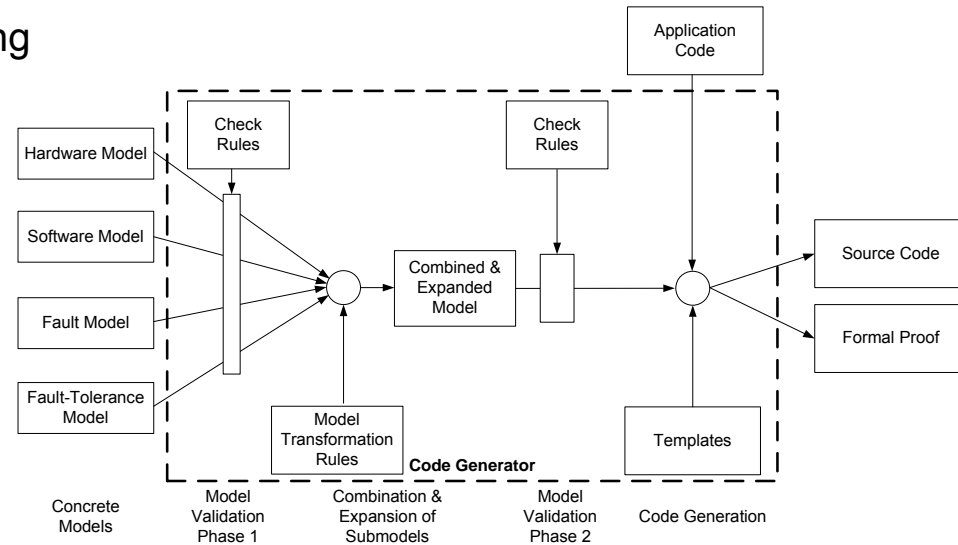 ng
Application
Code
Check
Rules
Check
Rules
Hardware Model
Software Model
Fault Model
Fault-Tolerance
Model
Combined &
Expanded
Model
Source Code
Formal Proof
Model
Transformation
Rules
Templates
Code Generator
Concrete
Models
Model
Validation
Phase 1
Combination &
Expansion of
Submodels
Model
Validation
Phase 2
Code Generation